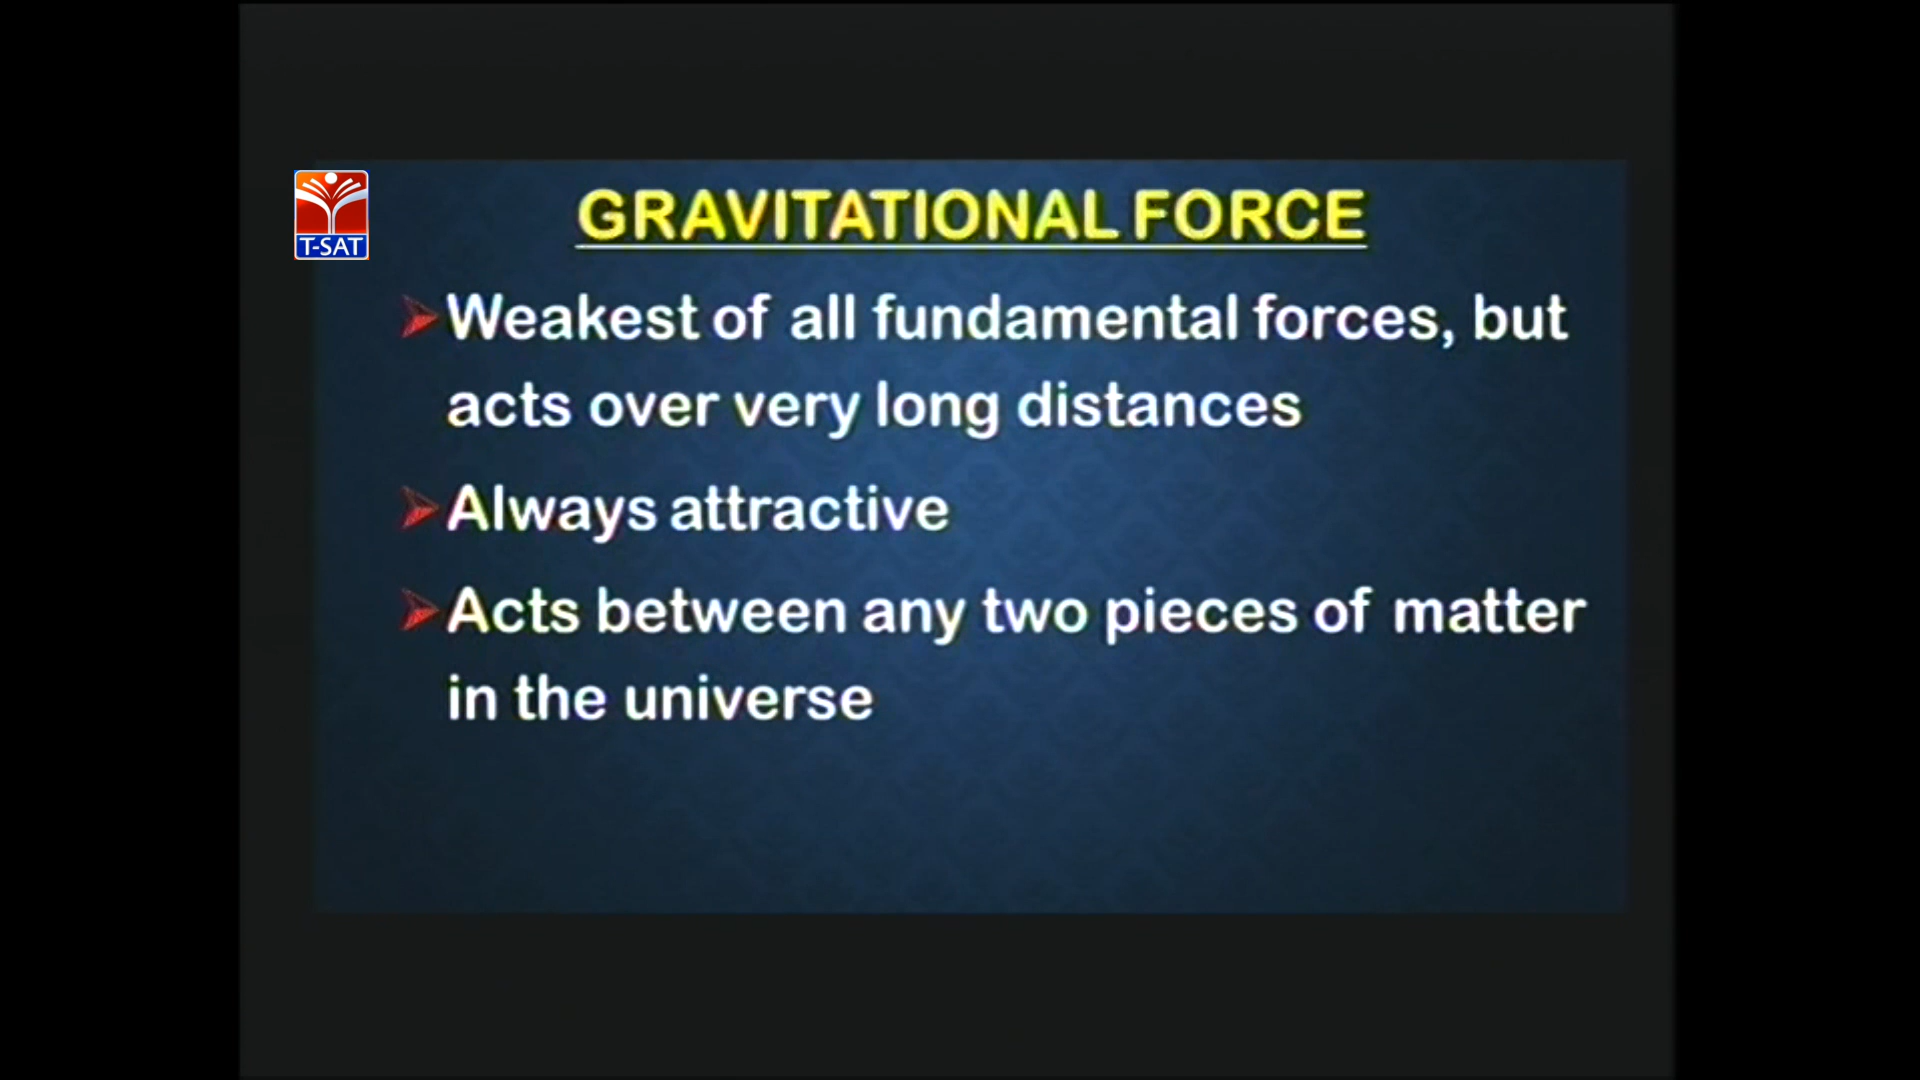 T-SAT
GRAVITATIONAL FORCE
Weakest of all fundamental forces, but
acts over very long distances
Always attractive
Acts between any two pieces of matter
in the universe